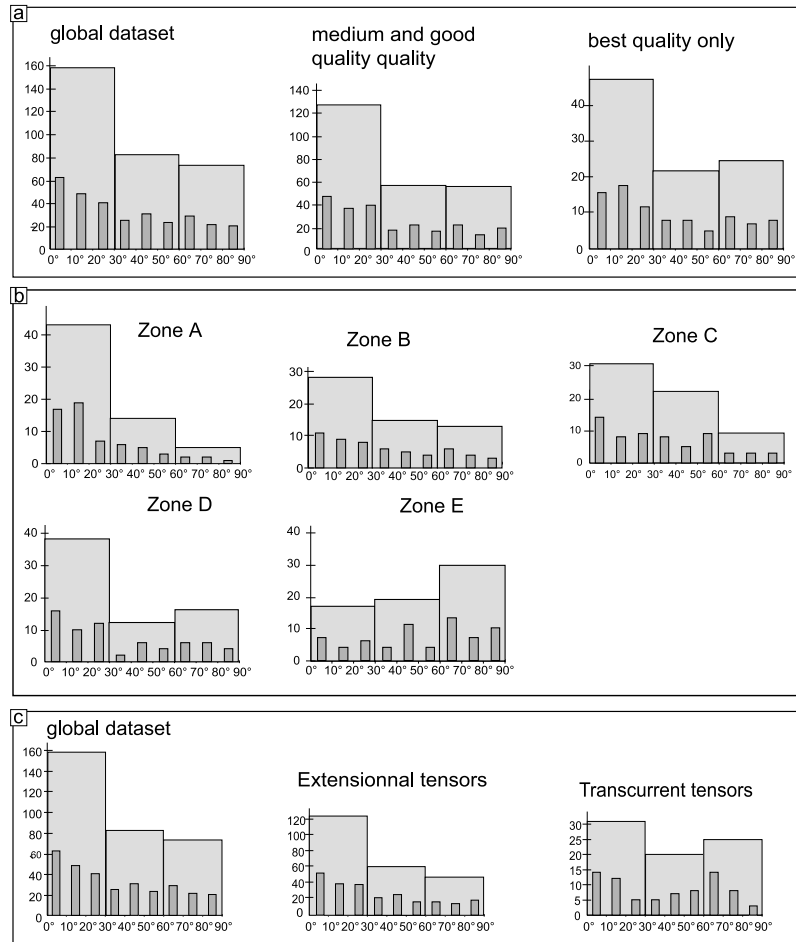 a
global dataset
medium and good
quality quality
best quality only
160
140
120
100
80
60
40
20
0
0° 10° 20° 30° 40° 50° 60° 70° 80° 90°
140
120
100
80
60
40
20
0
0° 10° 20° 30° 40° 50° 60° 70° 80° 90°
40
30
20
10
0
0° 10° 20° 30° 40° 50° 60° 70° 80° 90°
b
Zone A
40
30
20
10
0
0° 10° 20° 30° 40° 50° 60° 70° 80° 90°
Zone B
30
20
10
0
0° 10° 20° 30° 40° 50° 60° 70° 80° 90°
Zone C
30
20
10
0
0° 10° 20° 30° 40° 50° 60° 70° 80° 90°
Zone D
40
30
20
10
0
0° 10° 20° 30° 40° 50° 60° 70° 80° 90°
Zone E
40
30
20
10
0
0° 10° 20° 30° 40° 50° 60° 70° 80° 90°
c
global dataset
160
140
120
100
80
60
40
20
0
0° 10° 20° 30° 40° 50° 60° 70° 80° 90°
Extensionnal tensors
120
100
80
60
40
20
0
0° 10° 20° 30° 40° 50° 60° 70° 80° 90°
Transcurrent tensors
30
25
20
15
10
5
0
0° 10° 20° 30° 40° 50° 60° 70° 80° 90°